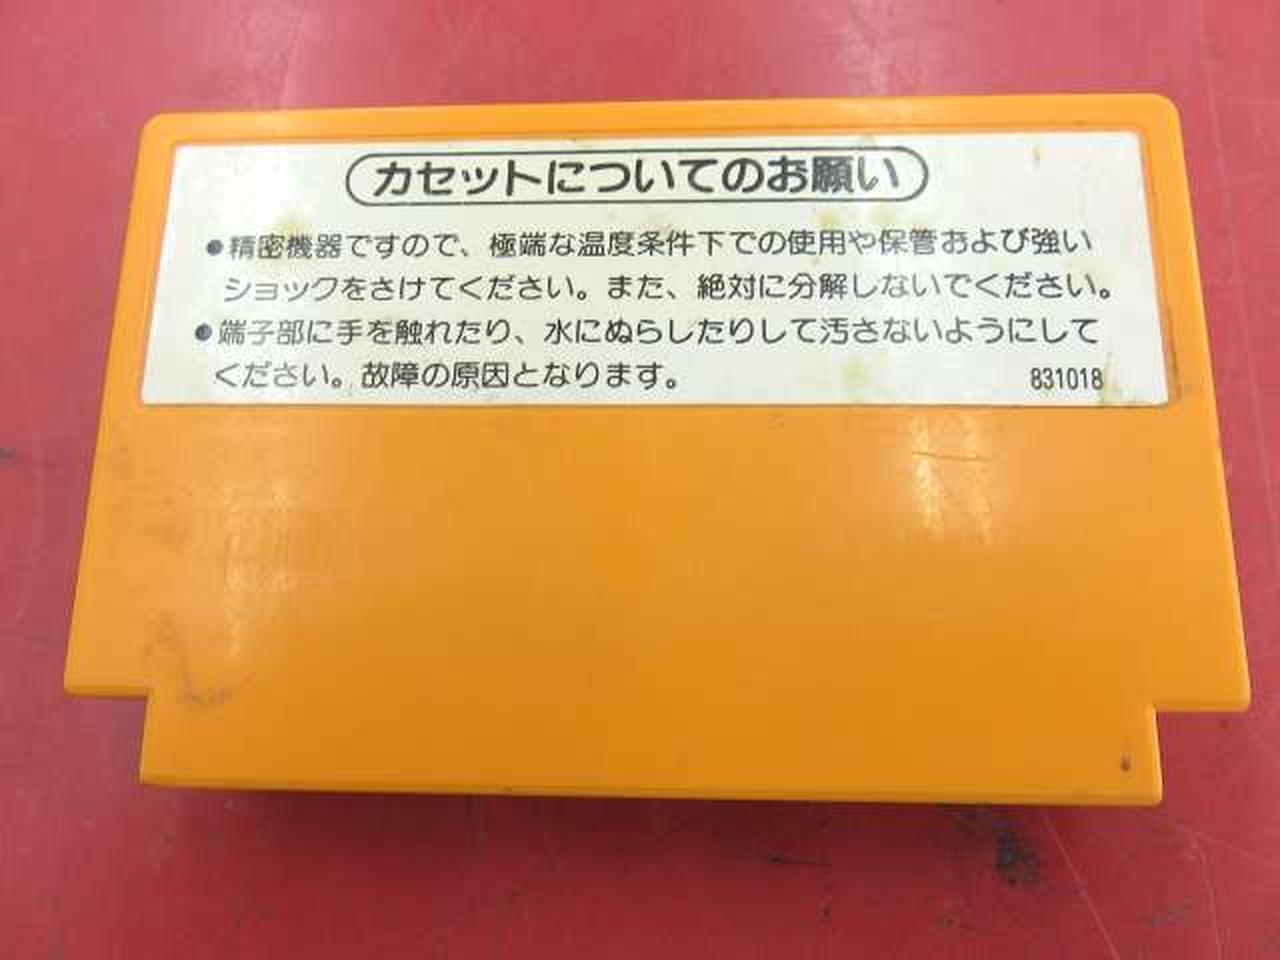 カセットについてのお願い
●精密機器ですので、極端な温度条件下での使用や保管および強い
ショックをさけてください。また、絶対に分解しないでください。
●端子部に手を触れたり、水にぬらしたりして汚さないようにして
ください。故障の原因となります。
831018